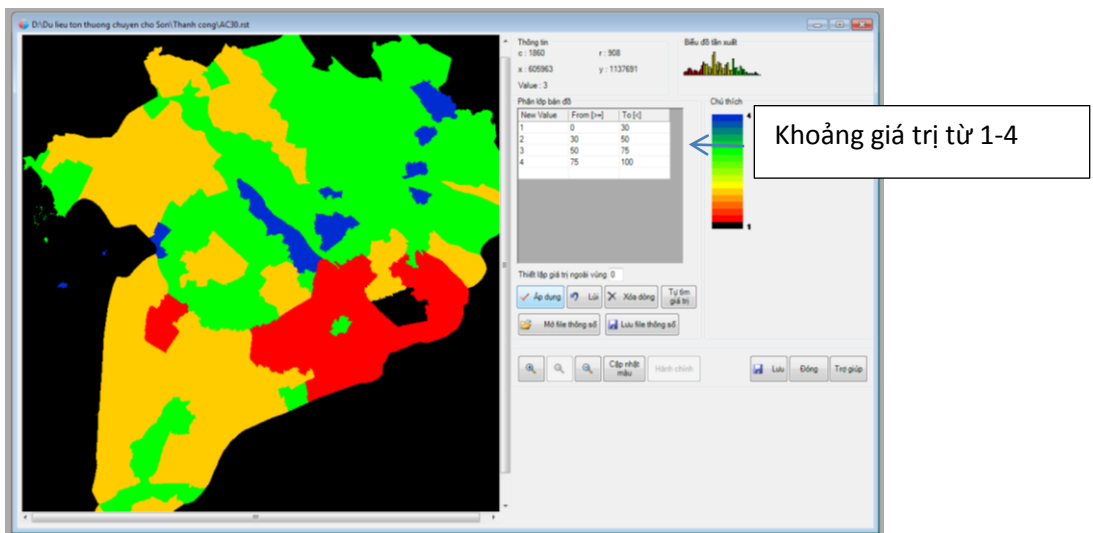 D:\Du lieu ton thuong chuyen cho Son\Thanh cong\AC30.rst
Thông tin
c : 1860 r : 908
x : 605963 y : 1137691
Value : 3
Biểu đồ tần suất
Phân lớp bản đồ
New Value From [>=] To [<]
1 0 30
2 30 50
3 50 75
4 75 100
Chú thích
4
1
Khoảng giá trị từ 1-4
Thiết lập giá trị ngoài vùng: 0
Áp dụng Lùi Xóa dòng Tự tìm giá trị
Mở file thông số Lưu file thông số
Cập nhật màu Hành chính Lưu Đóng Trợ giúp